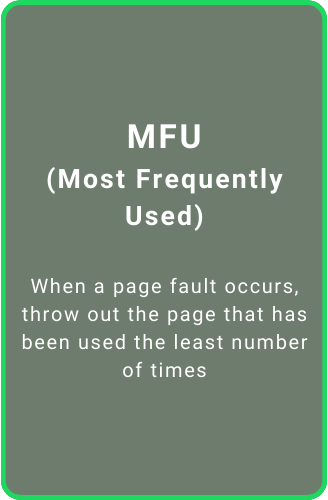 MFU
(Most Frequently
Used)
When a page fault occurs,
throw out the page that has
been used the least number
of times